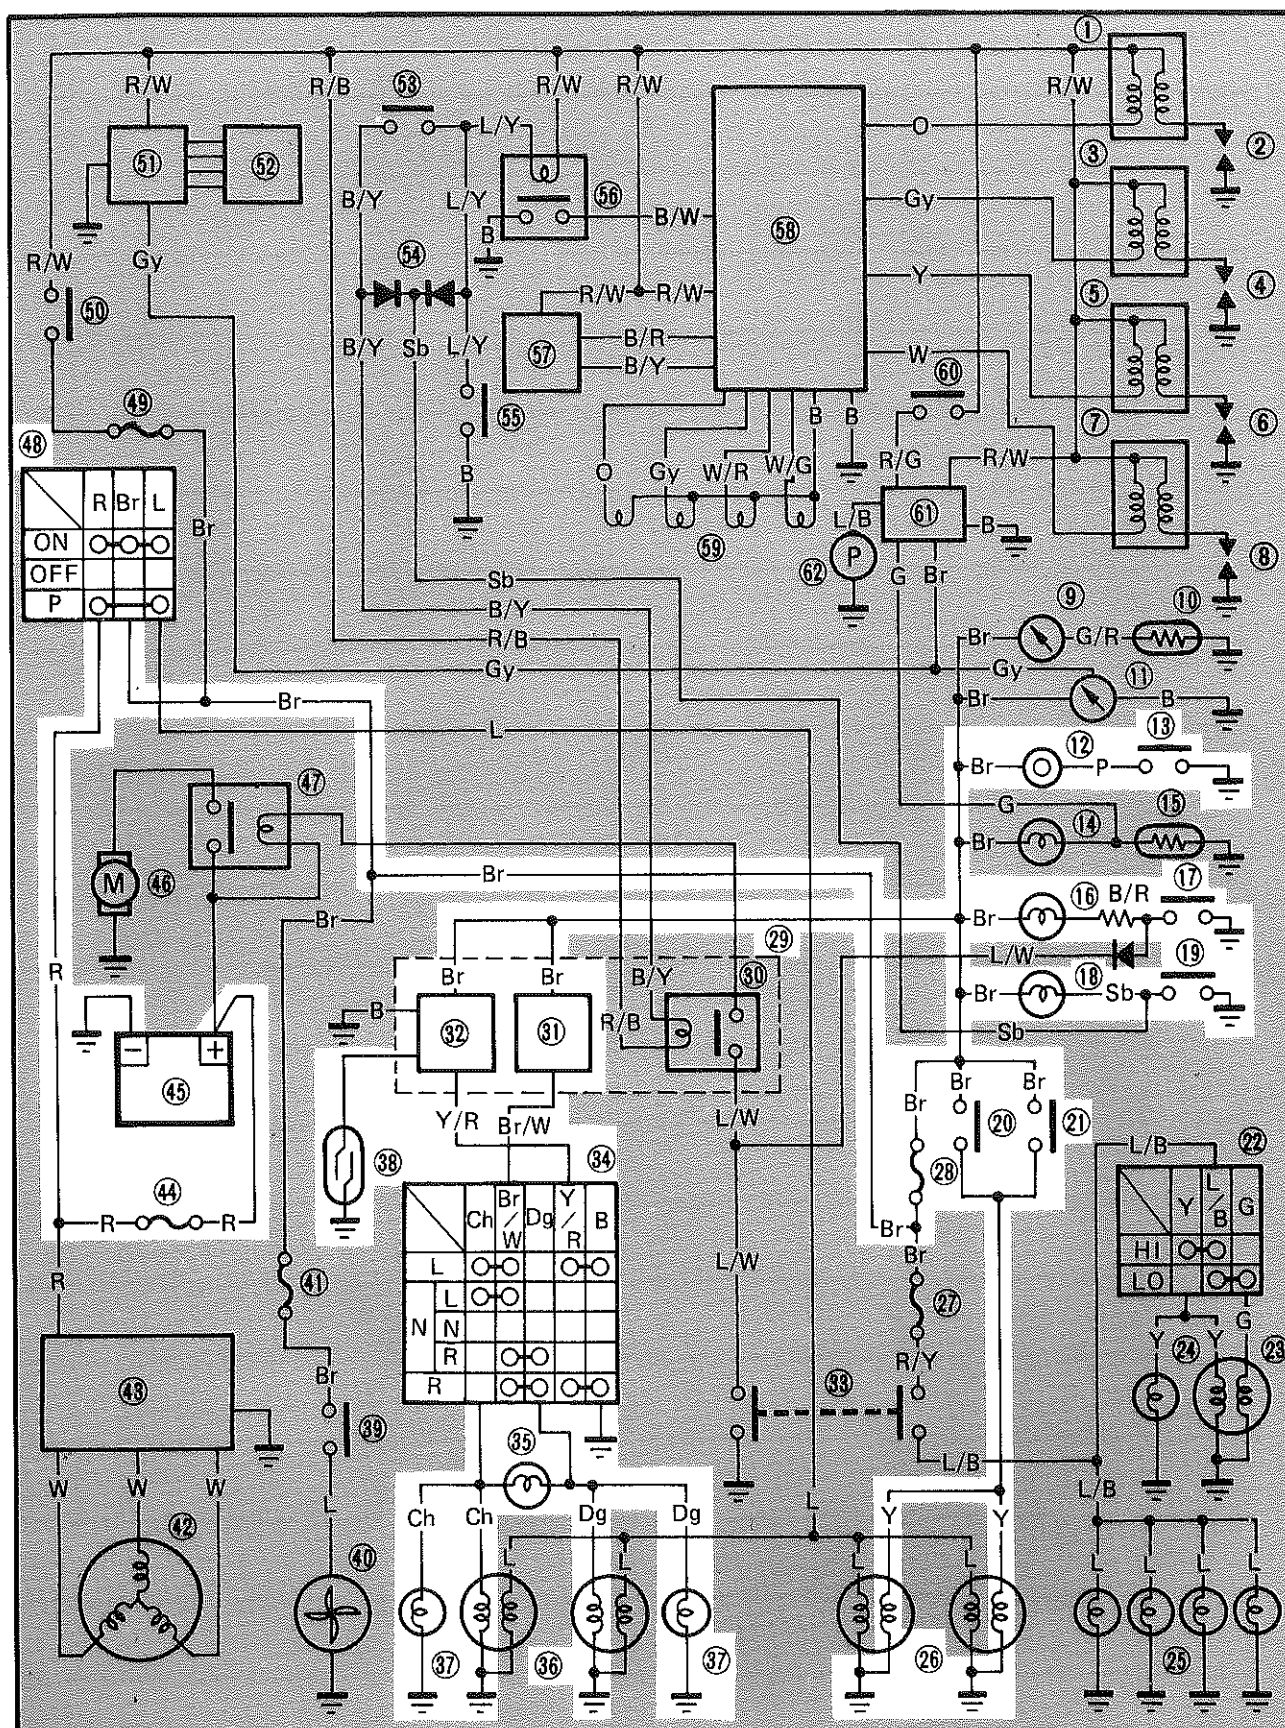 ①
R/W R/B R/W R/W R/W
53
L/Y O ②
51 52 ③
B/Y L/Y 56 B/W 58 Gy
B
R/W Gy 54 ④
50 R/W R/W Y ⑤
B/Y Sb L/Y 57 B/R W
B/Y 60 ⑥
49 55 B B ⑦
48 O Gy W/R W/G R/G R/W
R Br L Br B L/B 61 B
ON 59 ⑧
OFF Sb 62 P G Br
P B/Y ⑨ ⑩
R/B Br G/R
Gy Gy ⑪
Br Br B
L ⑫ ⑬
Br P
47 G ⑮
Br ⑭
M 46 Br ⑰
Br ⑯ B/R
Br
R 29 L/W ⑲
Br Br B/Y 30 ⑱
B Br Sb
32 31 R/B Sb
− +
45 Y/R Br/W L/W Br Br Br
⑳ 21
38 34 L/B 22
44 28
R R Ch Br/W Dg Y/R B Y L/B G
Br
L L/W Br HI
R 41 L LO
N N 27 G
R Y Y
Br R R/Y 24 23
43 33
39 35
W W W L/B
L/B
L Ch Ch Dg Dg L Y Y
42 L L L L L L L L
40
37 36 37 26 25